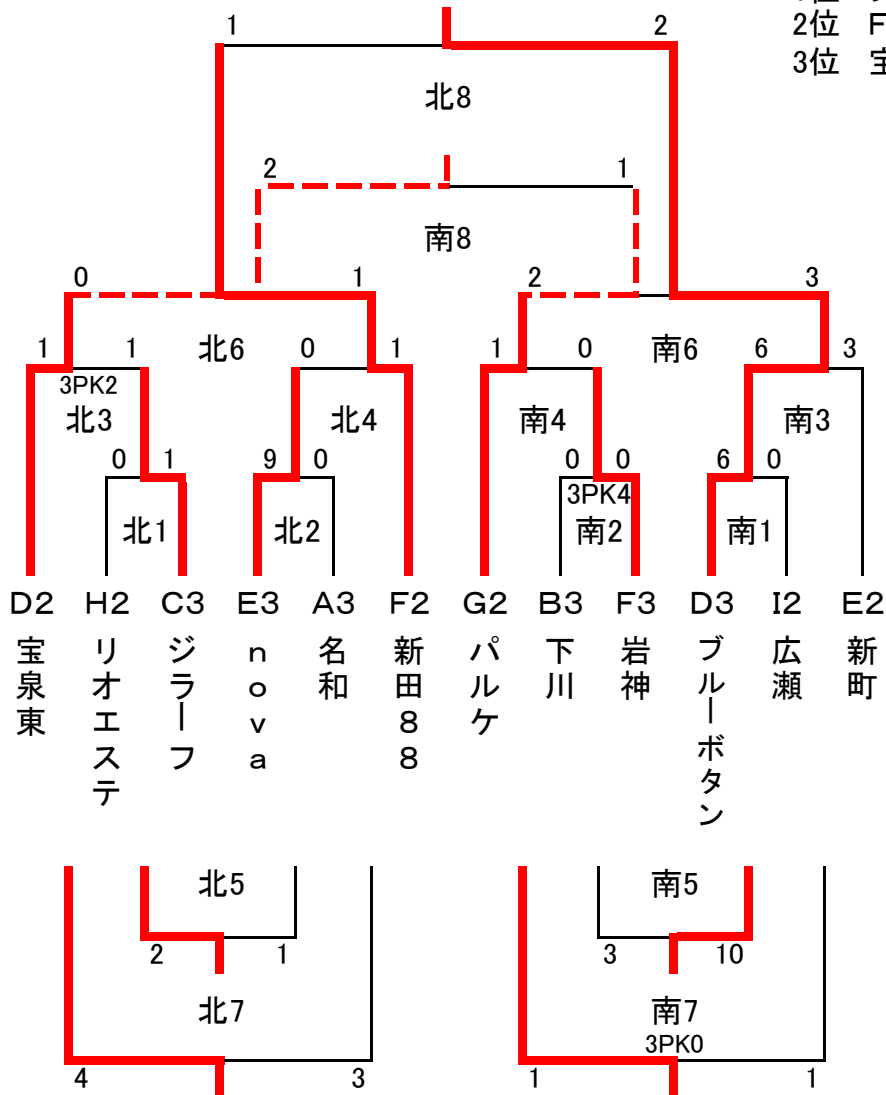 2位 F
3位 宝
1 2
北8
2 1
南8
0 1 2 3
北6 南6
1 1 0 1 1 0 6 3
3PK2
北3 北4 南4 南3
0 1 9 0 0 0 6 0
3PK4
北1 北2 南2 南1
D2 H2 C3 E3 A3 F2 G2 B3 F3 D3 I2 E2
宝泉東
リオエステ
ジラーフ
nova
名和
新田88
パルケ
下川
岩神
ブルーボタン
広瀬
新町
北5 南5
2 1 3 10
北7 南7
3PK0
4 3 1 1